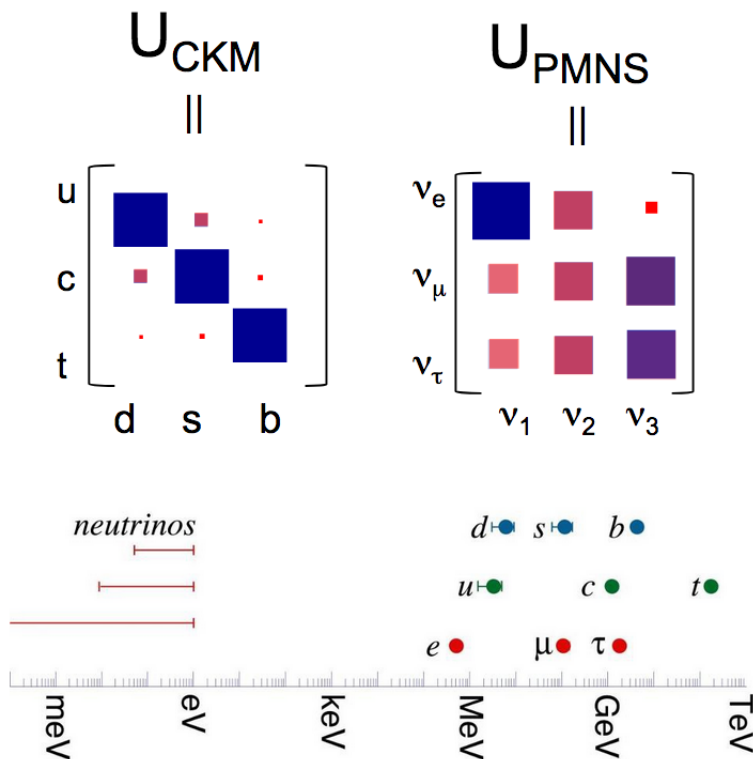 U_CKM U_PMNS
|| ||
u ν_e
c ν_μ
t ν_τ
d s b ν_1 ν_2 ν_3
neutrinos d s b
u c t
e μ τ
meV eV keV MeV GeV TeV